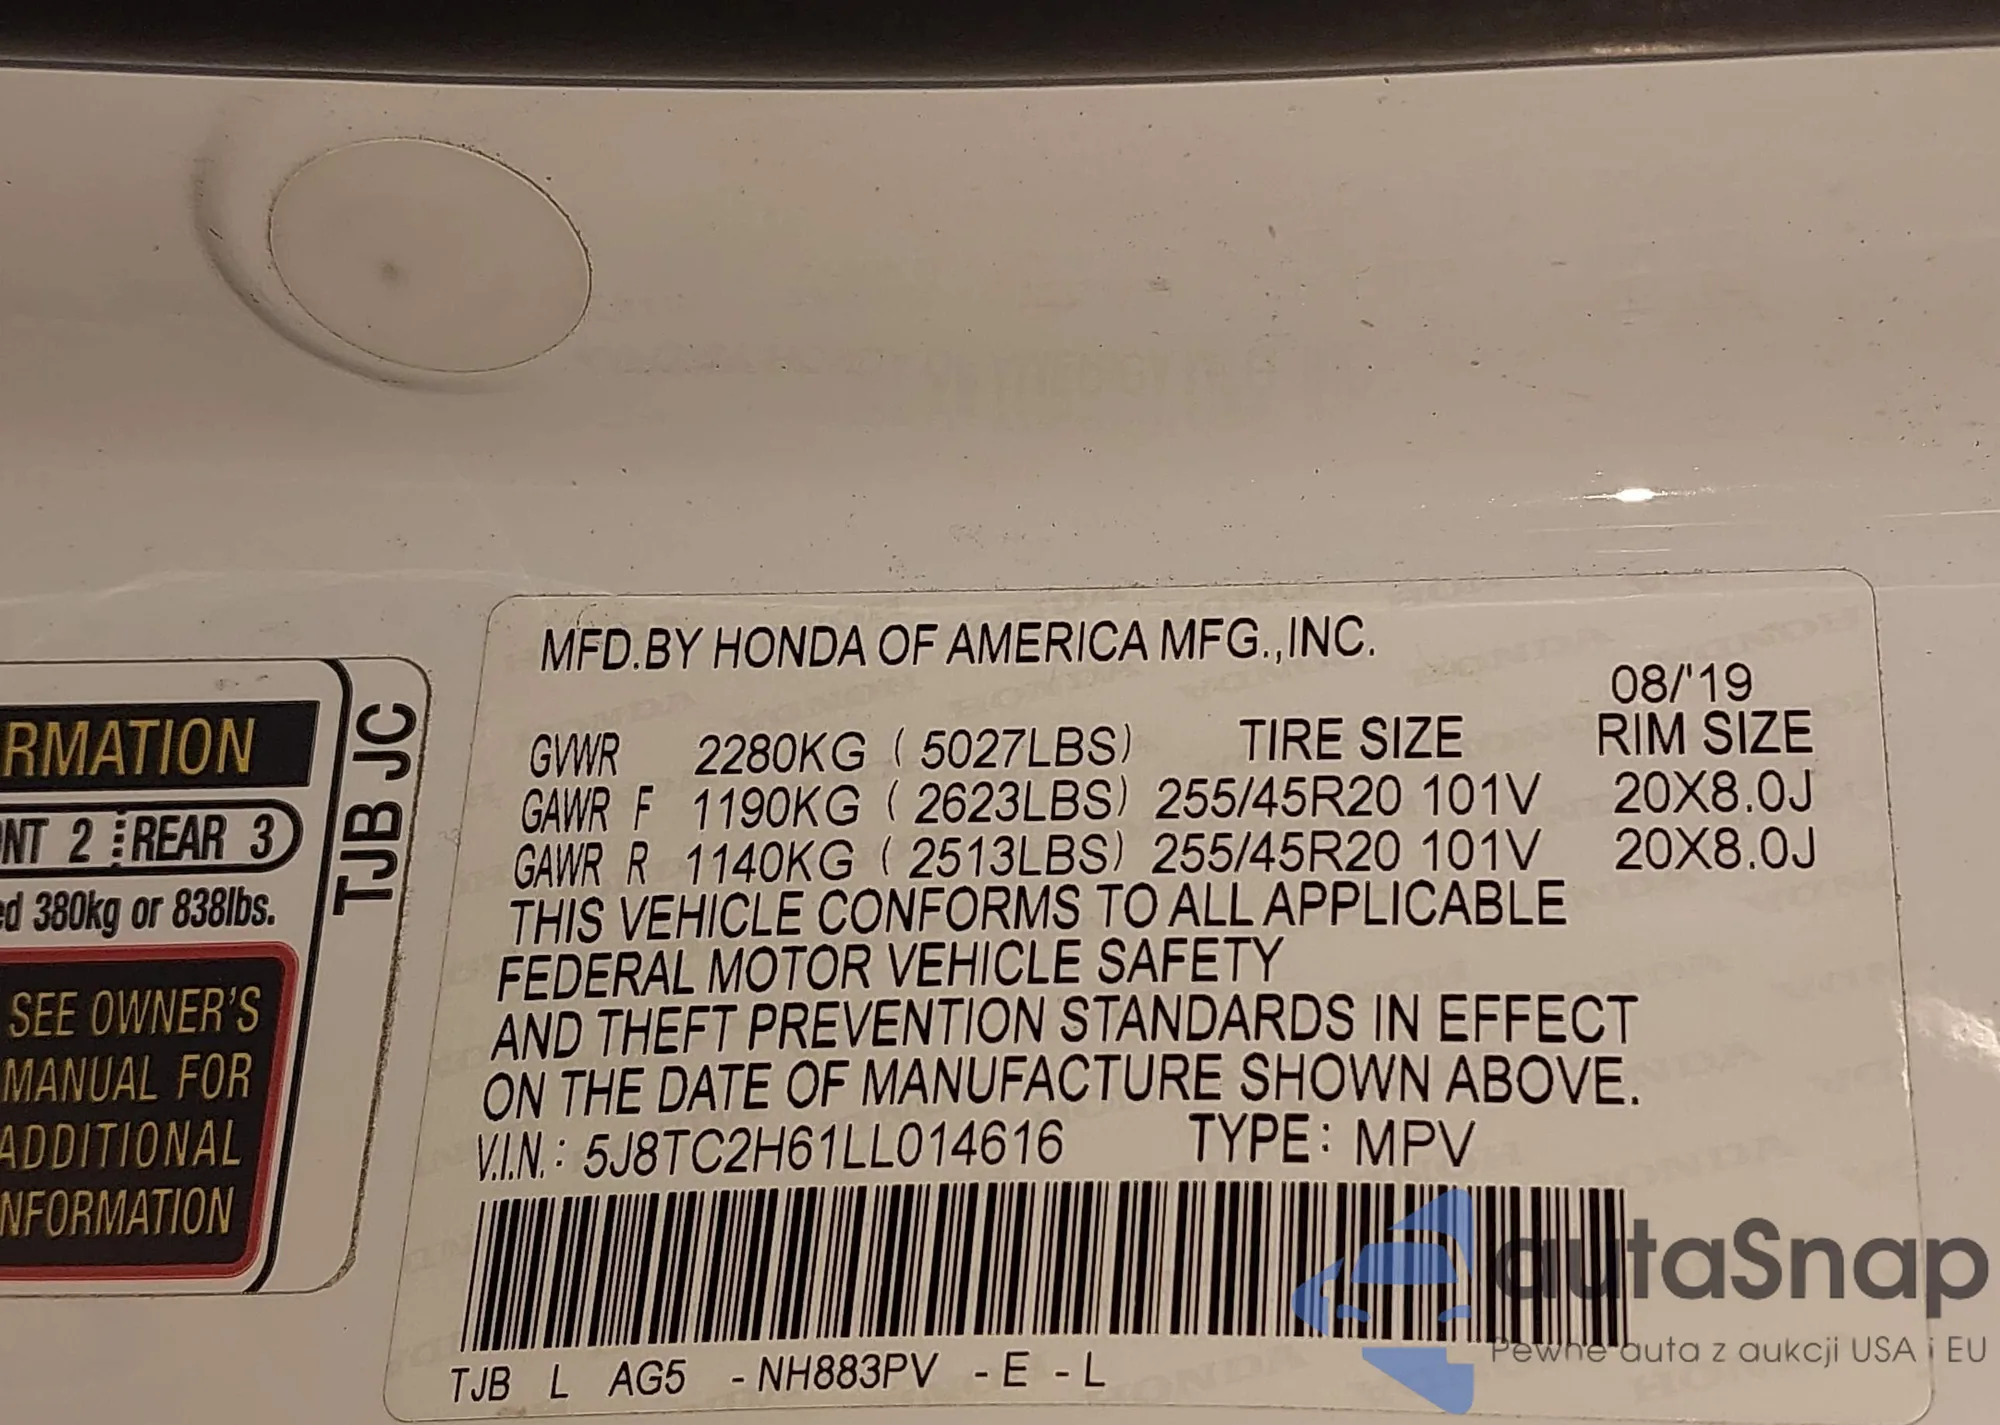 MFD.BY HONDA OF AMERICA MFG.,INC.
08/'19
GVWR 2280KG ( 5027LBS) TIRE SIZE RIM SIZE
GAWR F 1190KG ( 2623LBS) 255/45R20 101V 20X8.0J
GAWR R 1140KG ( 2513LBS) 255/45R20 101V 20X8.0J
THIS VEHICLE CONFORMS TO ALL APPLICABLE
FEDERAL MOTOR VEHICLE SAFETY
AND THEFT PREVENTION STANDARDS IN EFFECT
ON THE DATE OF MANUFACTURE SHOWN ABOVE.
V.I.N.: 5J8TC2H61LL014616 TYPE: MPV
TJB L AG5 -NH883PV -E -L
RMATION
NT 2 REAR 3
ed 380kg or 838lbs.
SEE OWNER'S
MANUAL FOR
ADDITIONAL
NFORMATION
TJB JC
autaSnap
Pewne auta z aukcji USA i EU